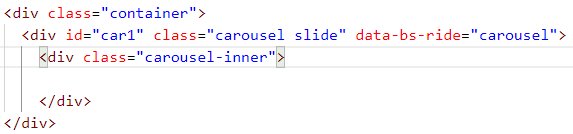 <div class="container">
<div id="car1" class="carousel slide" data-bs-ride="carousel">
<div class="carousel-inner">
</div>
</div>